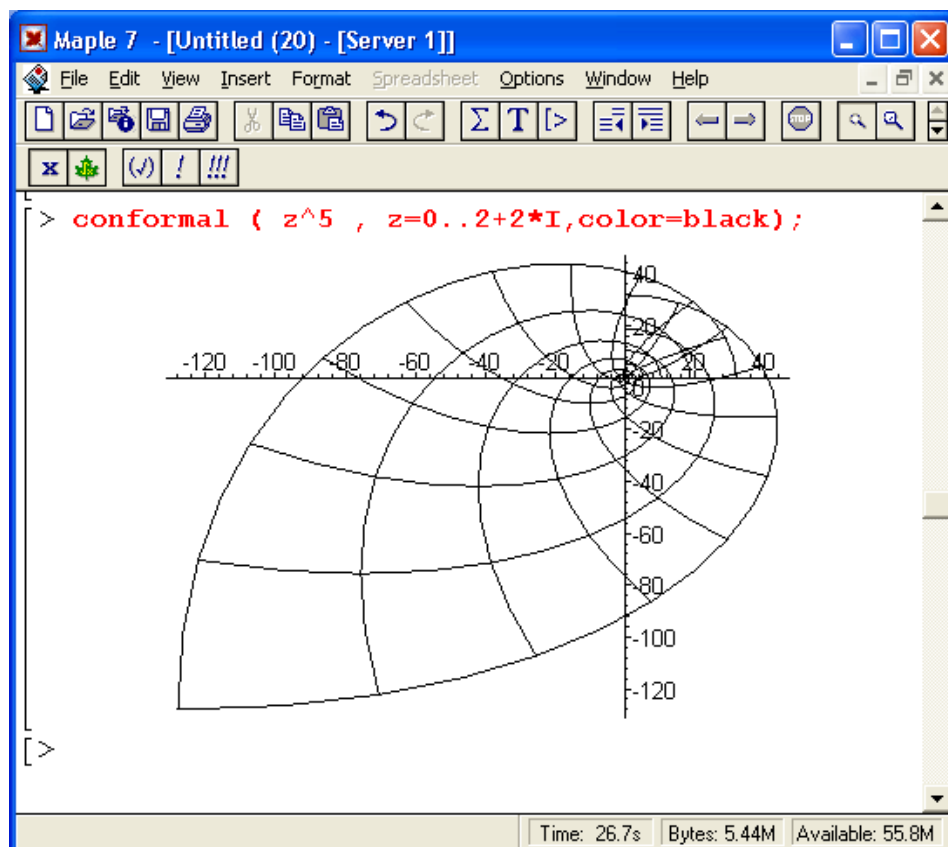 Maple 7 - [Untitled (20) - [Server 1]]
File Edit View Insert Format Spreadsheet Options Window Help
Σ T [>
STOP
x (√) ! !!!
[> conformal ( z^5 , z=0..2+2*I,color=black);
40
20
-120 -100 -80 -60 -40 -20 0 20 40
-20
-40
-60
-80
-100
-120
[>
Time: 26.7s Bytes: 5.44M Available: 55.8M